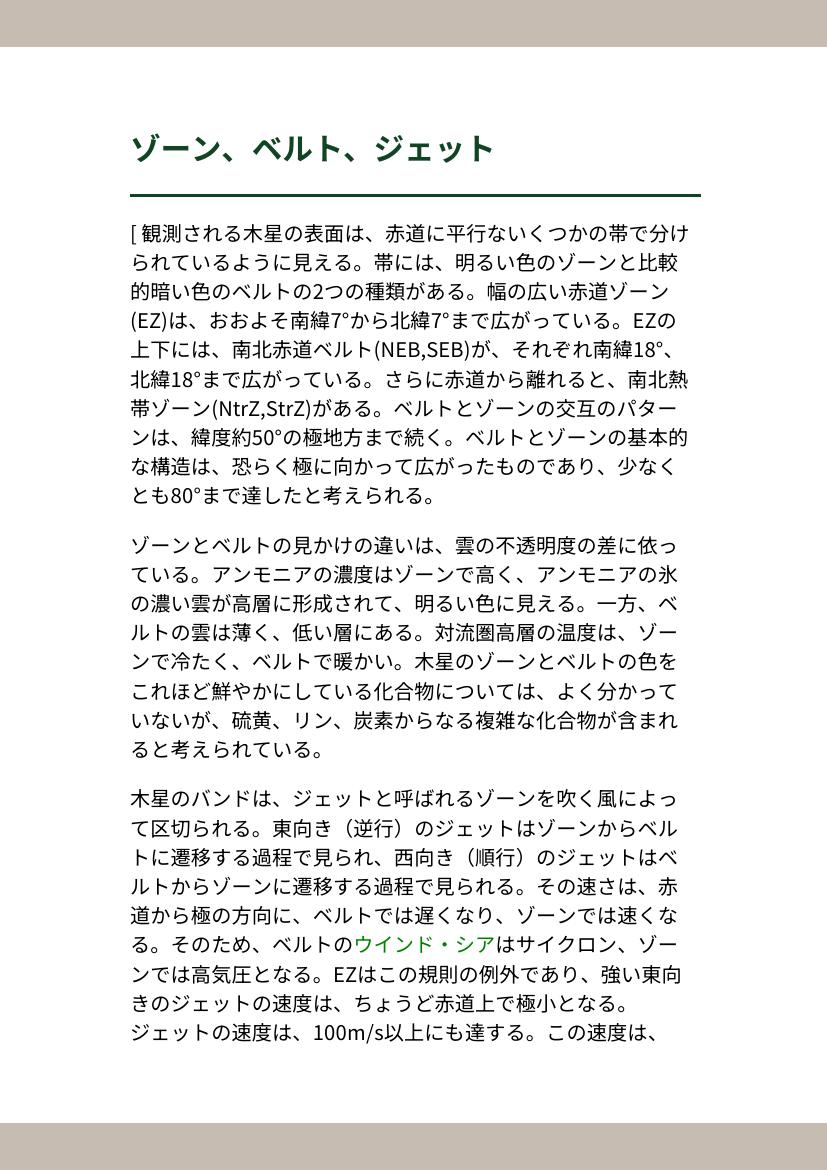 ゾーン、ベルト、ジェット
[ 観測される木星の表面は、赤道に平行ないくつかの帯で分け
られているように見える。帯には、明るい色のゾーンと比較
的暗い色のベルトの2つの種類がある。幅の広い赤道ゾーン
(EZ)は、おおよそ南緯7°から北緯7°まで広がっている。EZの
上下には、南北赤道ベルト(NEB,SEB)が、それぞれ南緯18°、
北緯18°まで広がっている。さらに赤道から離れると、南北熱
帯ゾーン(NtrZ,StrZ)がある。ベルトとゾーンの交互のパター
ンは、緯度約50°の極地方まで続く。ベルトとゾーンの基本的
な構造は、恐らく極に向かって広がったものであり、少なく
とも80°まで達したと考えられる。
ゾーンとベルトの見かけの違いは、雲の不透明度の差に依っ
ている。アンモニアの濃度はゾーンで高く、アンモニアの氷
の濃い雲が高層に形成されて、明るい色に見える。一方、ベ
ルトの雲は薄く、低い層にある。対流圏高層の温度は、ゾー
ンで冷たく、ベルトで暖かい。木星のゾーンとベルトの色を
これほど鮮やかにしている化合物については、よく分かって
いないが、硫黄、リン、炭素からなる複雑な化合物が含まれ
ると考えられている。
木星のバンドは、ジェットと呼ばれるゾーンを吹く風によっ
て区切られる。東向き（逆行）のジェットはゾーンからベル
トに遷移する過程で見られ、西向き（順行）のジェットはベ
ルトからゾーンに遷移する過程で見られる。その速さは、赤
道から極の方向に、ベルトでは遅くなり、ゾーンでは速くな
る。そのため、ベルトのウインド・シアはサイクロン、ゾー
ンでは高気圧となる。EZはこの規則の例外であり、強い東向
きのジェットの速度は、ちょうど赤道上で極小となる。
ジェットの速度は、100m/s以上にも達する。この速度は、